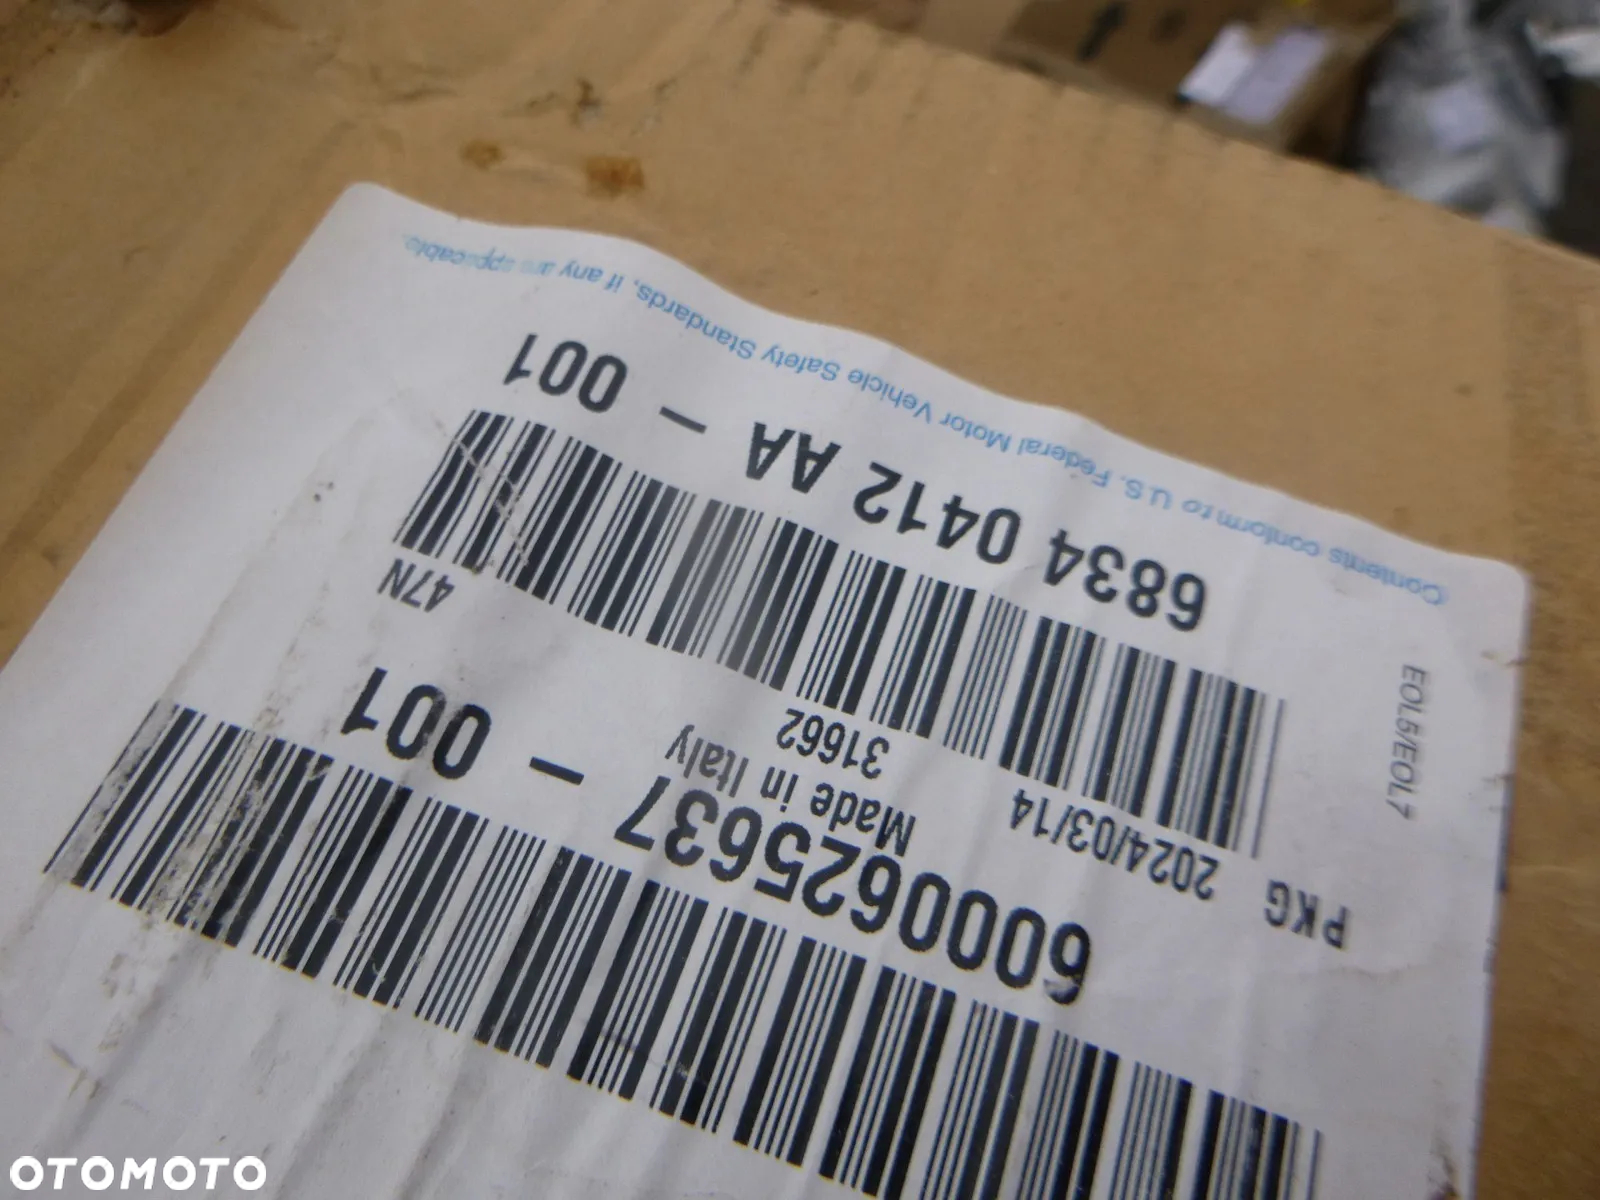 Contents conform to U.S. Federal Motor Vehicle Safety Standards, if any are applicable.
6834 0412 AA - 001
EOL5/EOL7
47N
31662
PKG 2024/03/14 Made in Italy
6000625637 - 001
OTOMOTO